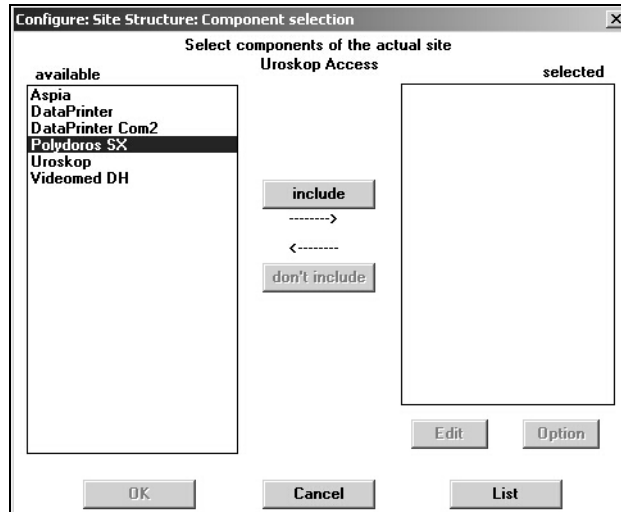 Configure: Site Structure: Component selection
Select components of the actual site
Uroskop Access
available
selected
Aspia
DataPrinter
DataPrinter Com2
Polydoros SX
Uroskop
Videomed DH
include
-------->
<--------
don't include
Edit
Option
OK
Cancel
List